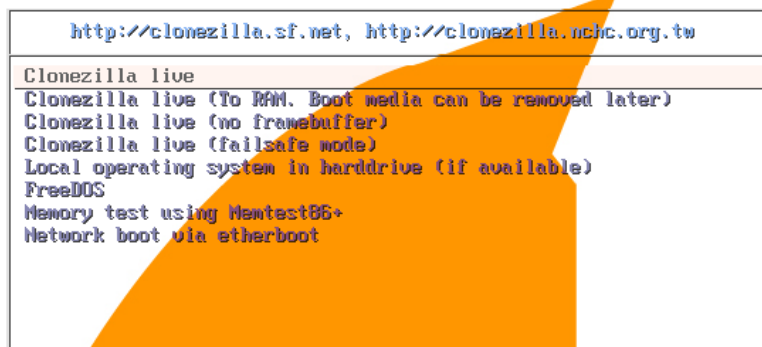 http://clonezilla.sf.net, http://clonezilla.nchc.org.tw
Clonezilla live
Clonezilla live (To RAM. Boot media can be removed later)
Clonezilla live (no framebuffer)
Clonezilla live (failsafe mode)
Local operating system in harddrive (if available)
FreeDOS
Memory test using Memtest86+
Network boot via etherboot